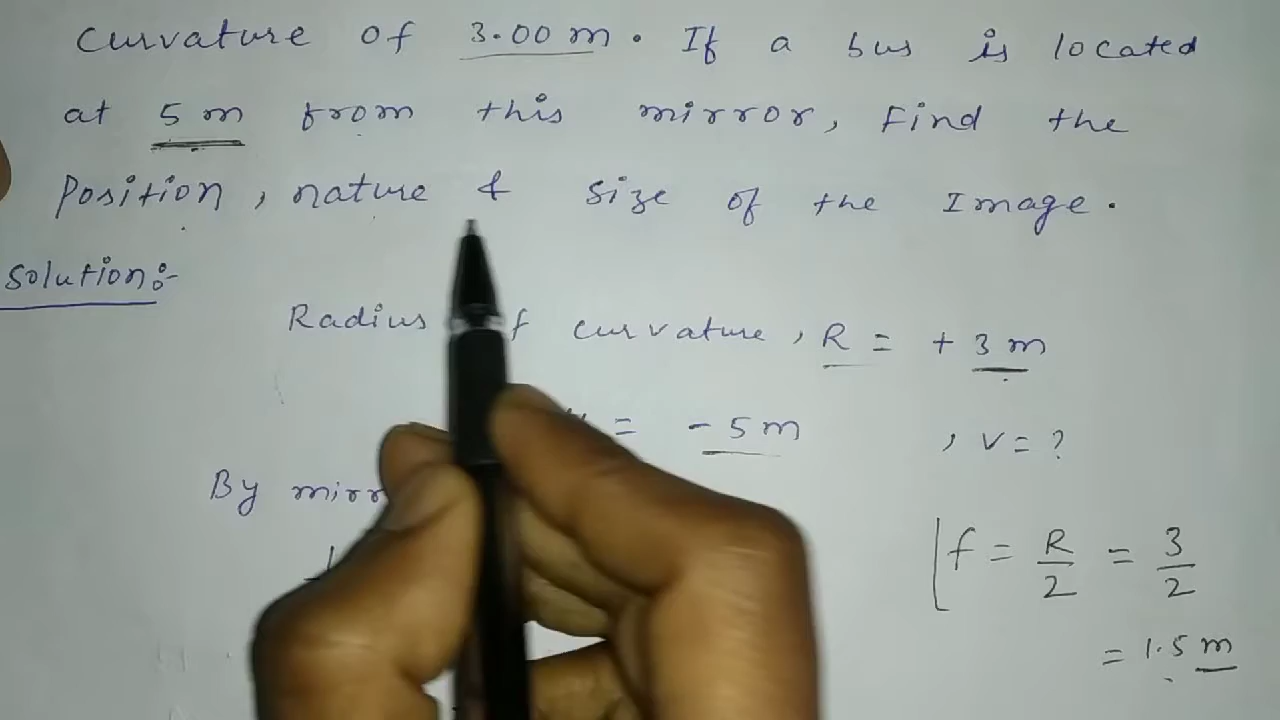 Curvature of 3.00 m. If a bus is located
at 5 m from this mirror, Find the
Position, nature & size of the Image.
Solution:-
Radius f curvature, R = + 3 m
= - 5 m , v = ?
By mirr
f = R/2 = 3/2
= 1.5 m